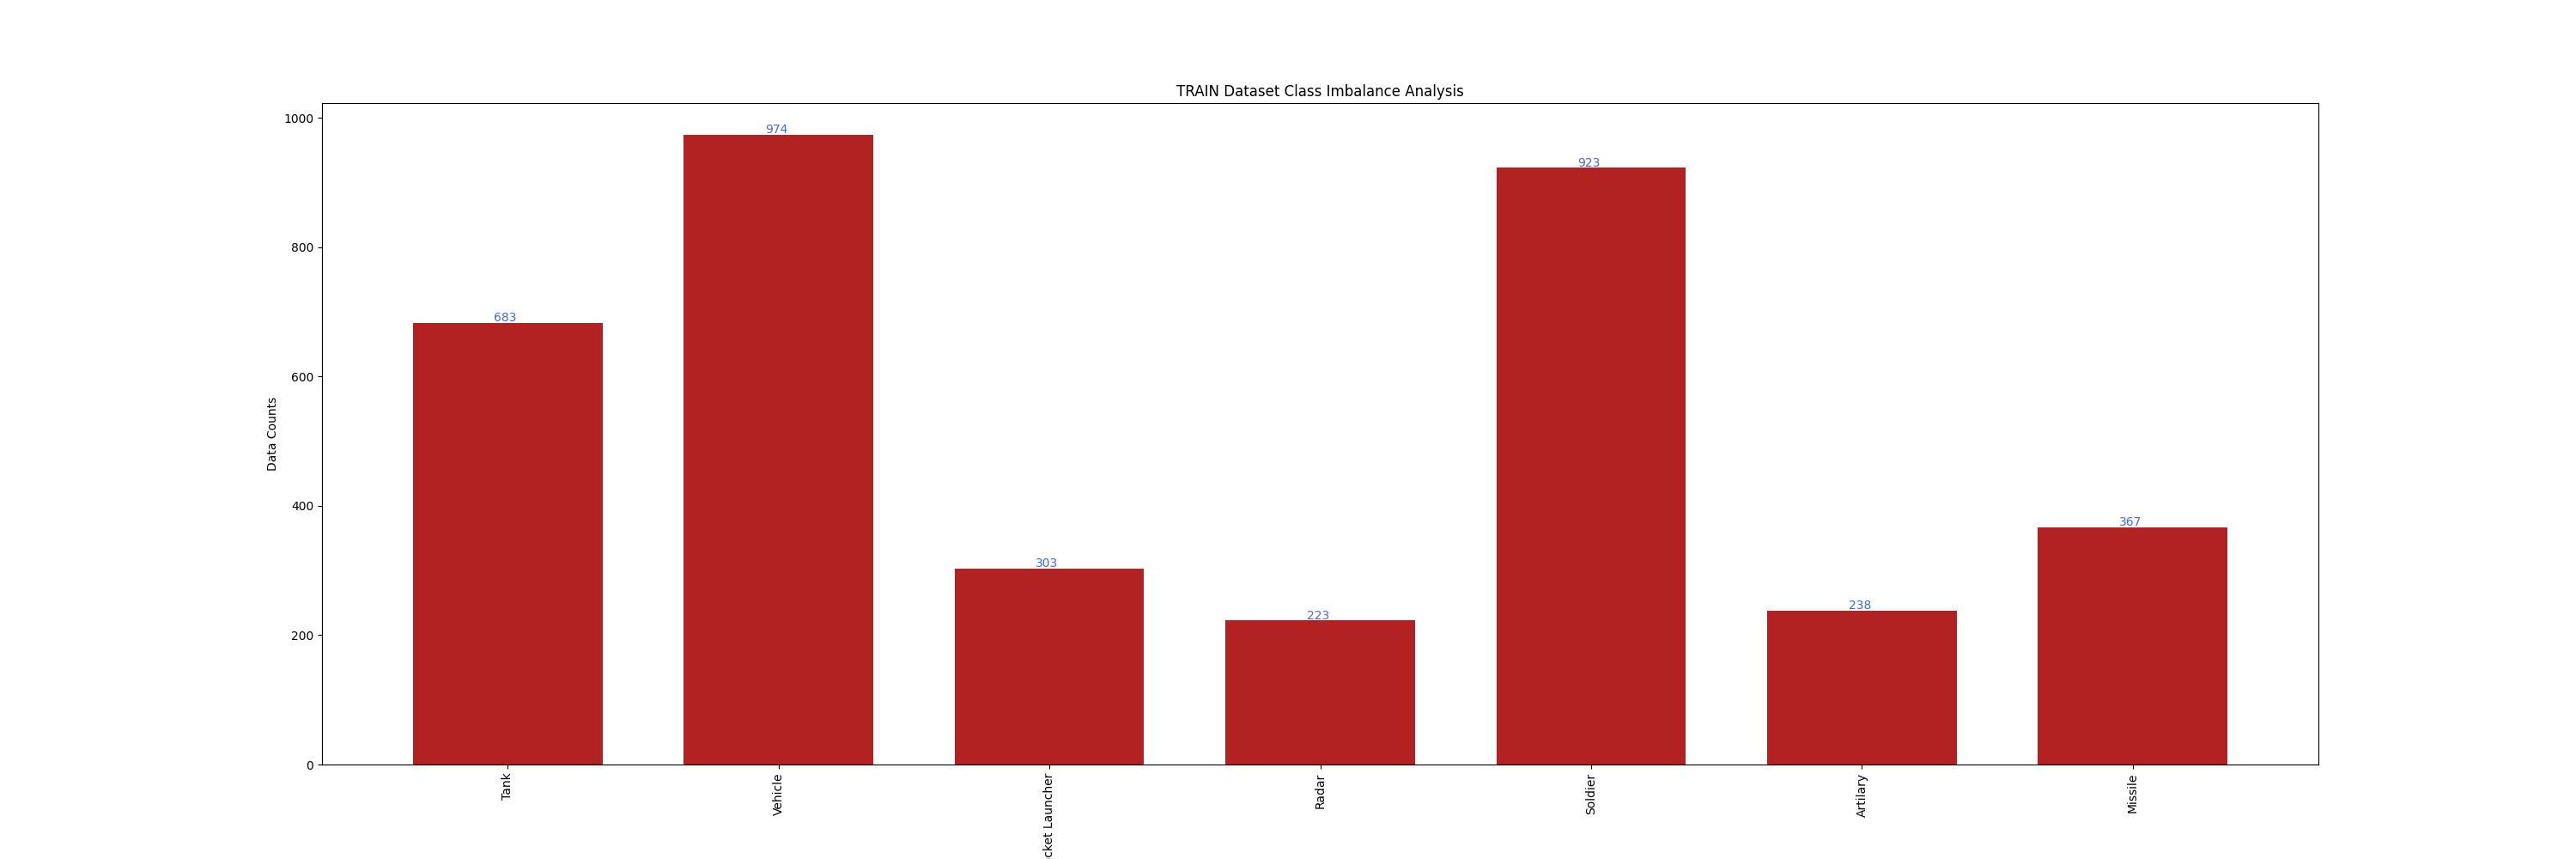 TRAIN Dataset Class Imbalance Analysis
Data Counts
1000
800
600
400
200
0
683
974
303
223
923
238
367
Tank
Vehicle
cket Launcher
Radar
Soldier
Artilary
Missile